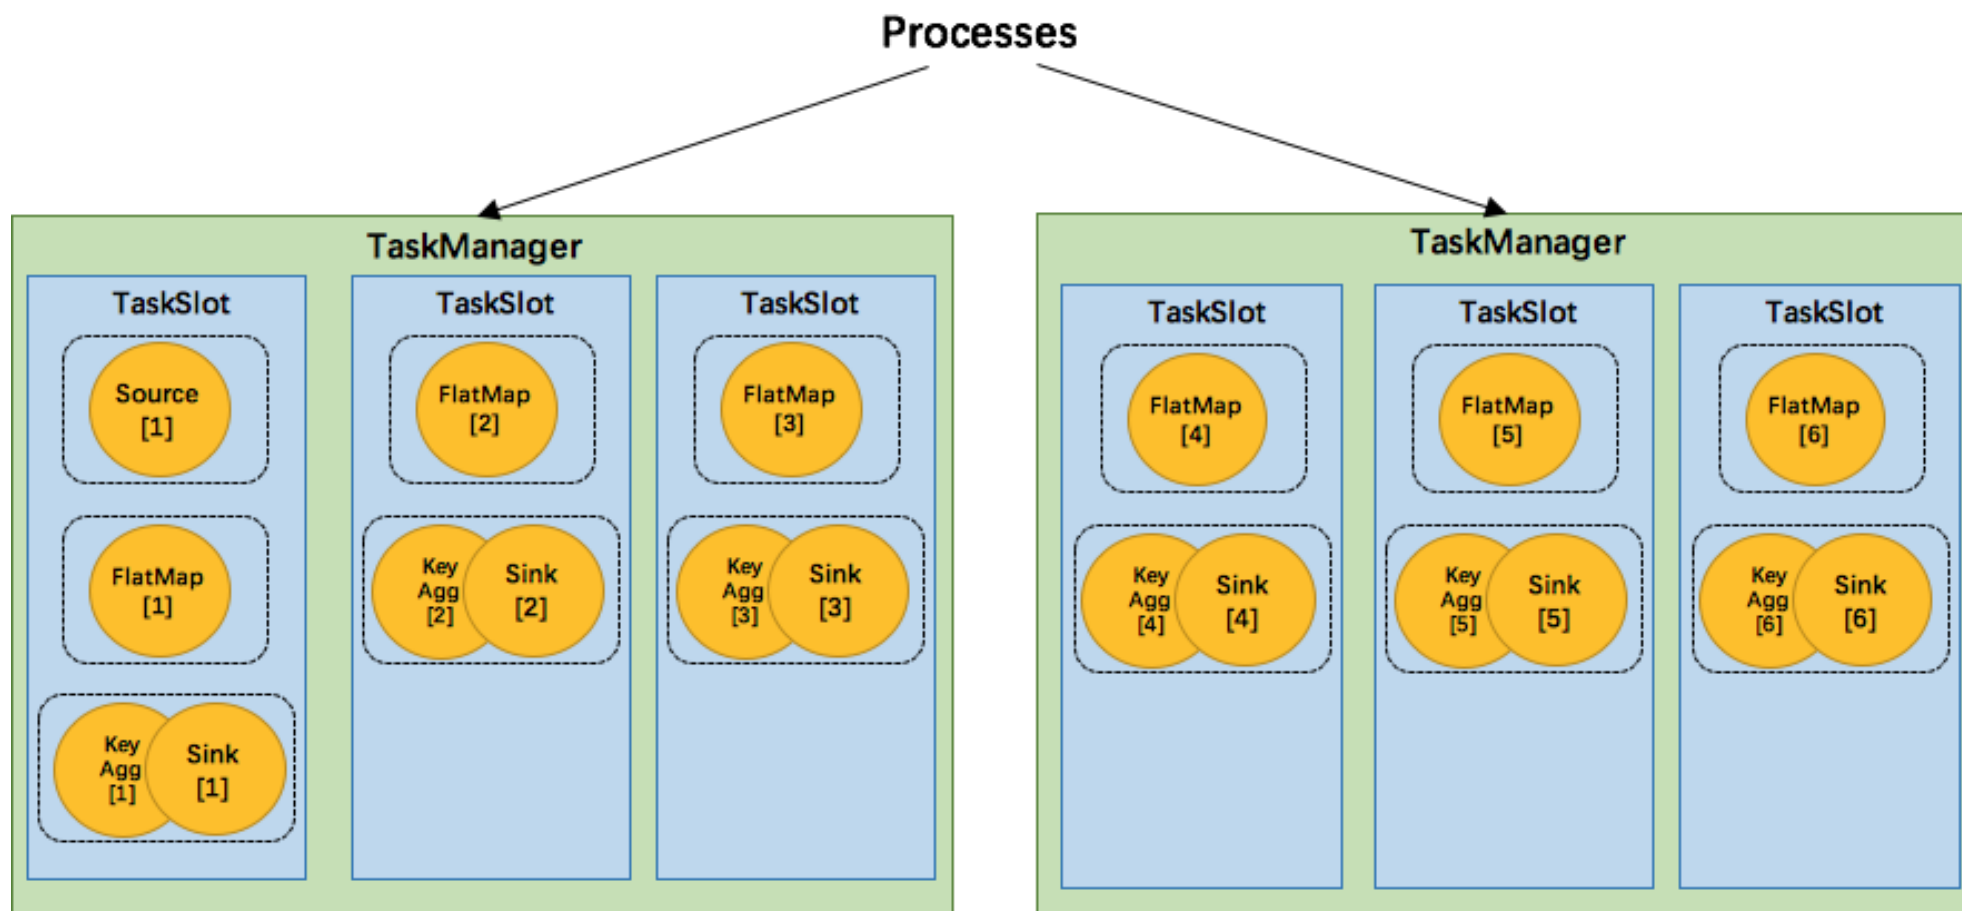 Processes
TaskManager
TaskSlot
Source
[1]
FlatMap
[1]
Key
Agg
[1]
Sink
[1]
TaskSlot
FlatMap
[2]
Key
Agg
[2]
Sink
[2]
TaskSlot
FlatMap
[3]
Key
Agg
[3]
Sink
[3]
TaskManager
TaskSlot
FlatMap
[4]
Key
Agg
[4]
Sink
[4]
TaskSlot
FlatMap
[5]
Key
Agg
[5]
Sink
[5]
TaskSlot
FlatMap
[6]
Key
Agg
[6]
Sink
[6]